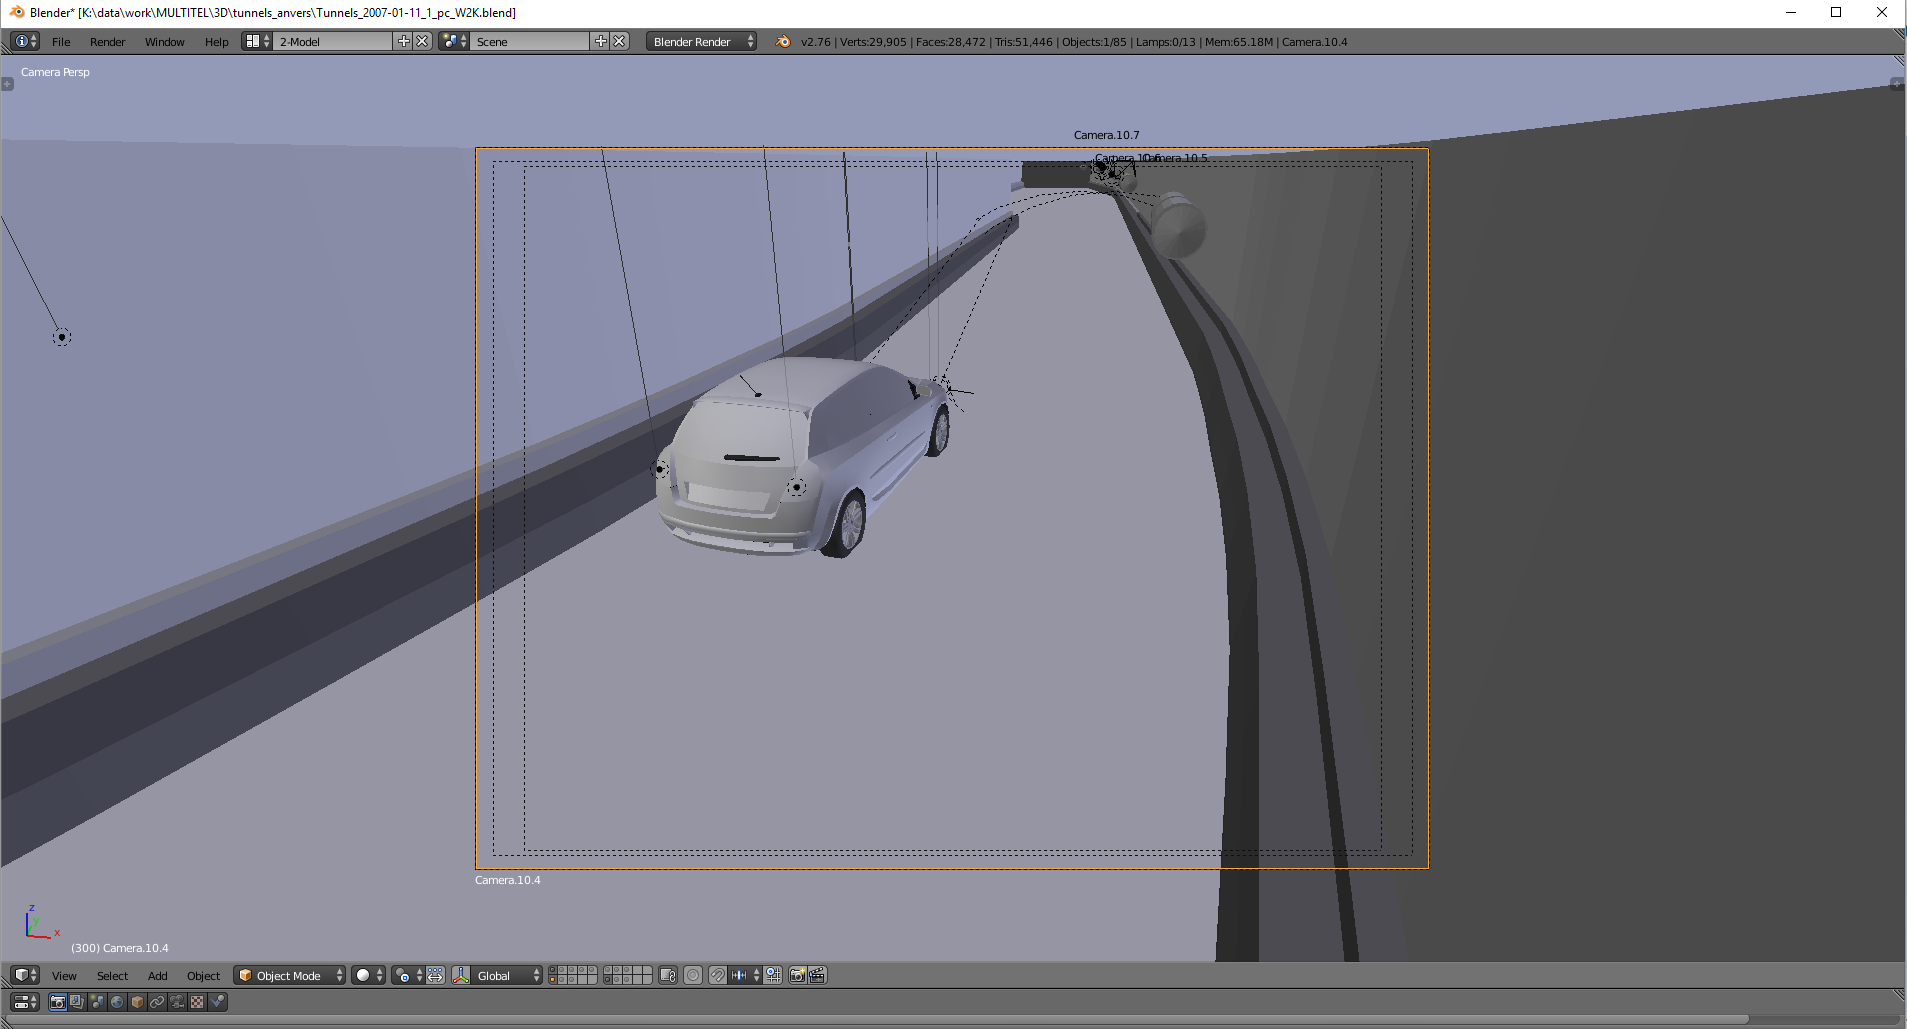 Blender* [K:\data\work\MULTITEL\3D\tunnels_anvers\Tunnels_2007-01-11_1_pc_W2K.blend]
File Render Window Help 2-Model Scene Blender Render v2.76 | Verts:29,905 | Faces:28,472 | Tris:51,446 | Objects:1/85 | Lamps:0/13 | Mem:65.18M | Camera.10.4
Camera Persp
Camera.10.7
Camera.10.5
Camera.10.4
z
y
x
(300) Camera.10.4
View Select Add Object Object Mode Global